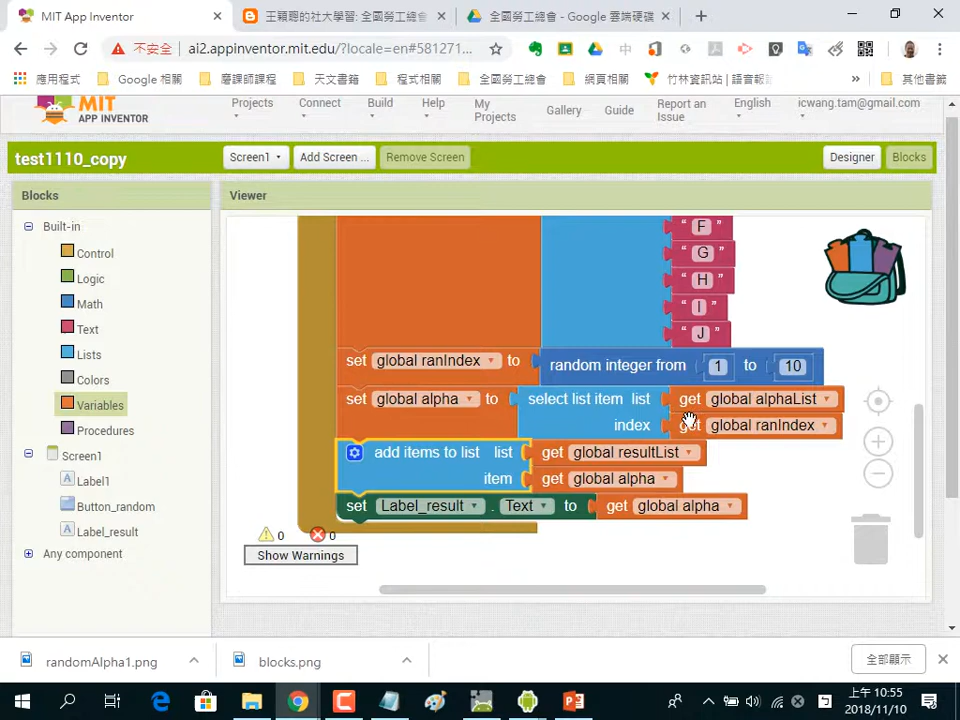 MIT App Inventor
王穎聰的社大學習: 全國勞工總會
全國勞工總會 - Google 雲端硬碟
不安全
ai2.appinventor.mit.edu/?locale=en#581271...
應用程式
Google 相關
磨課師課程
天文書籍
程式相關
全國勞工總會
網頁相關
竹林資訊站 | 語音報
»
其他書籤
MIT
APP INVENTOR
Projects
Connect
Build
Help
My Projects
Gallery
Guide
Report an Issue
English
icwang.tam@gmail.com
test1110_copy
Screen1
Add Screen ...
Remove Screen
Designer
Blocks
Blocks
Viewer
Built-in
Control
Logic
Math
Text
Lists
Colors
Variables
Procedures
Screen1
Label1
Button_random
Label_result
Any component
“ F ”
“ G ”
“ H ”
“ I ”
“ J ”
set global ranIndex to random integer from 1 to 10
set global alpha to select list item list get global alphaList
index get global ranIndex
add items to list list get global resultList
item get global alpha
set Label_result . Text to get global alpha
0 0
Show Warnings
randomAlpha1.png
blocks.png
全部顯示
中
上午 10:55
2018/11/10